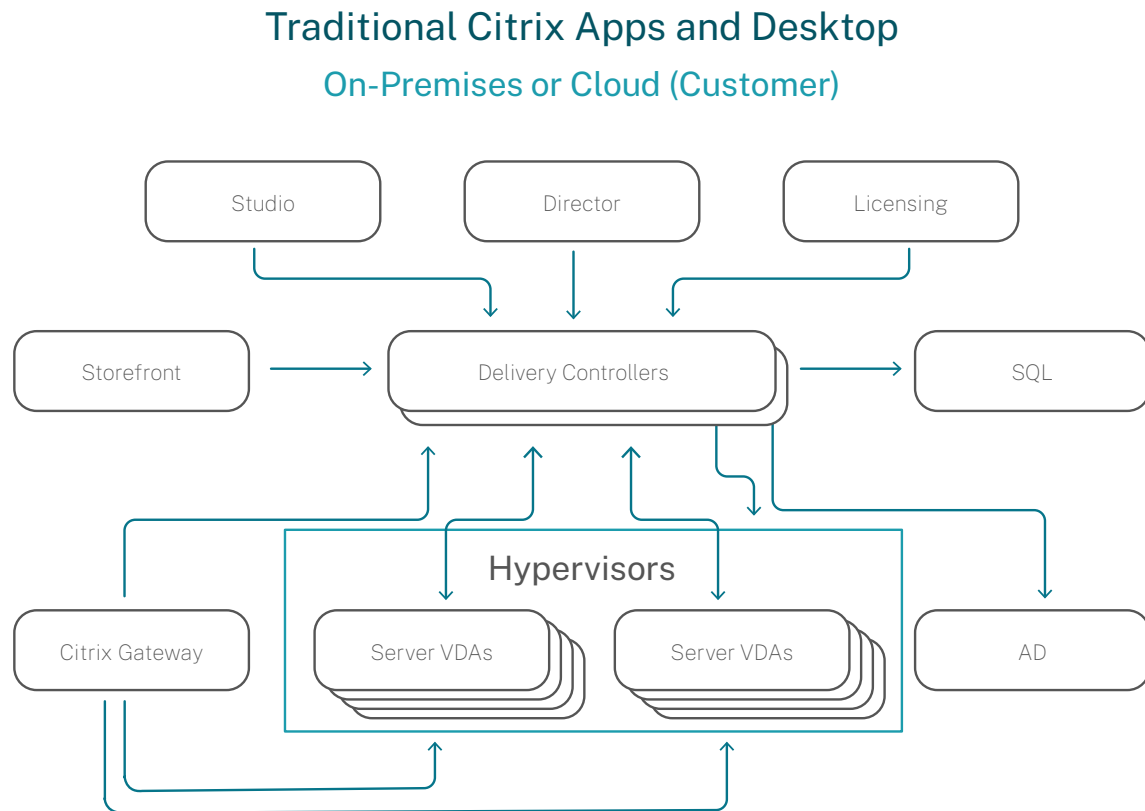 Traditional Citrix Apps and Desktop
On-Premises or Cloud (Customer)
Studio
Director
Licensing
Storefront
Delivery Controllers
SQL
Hypervisors
Citrix Gateway
Server VDAs
Server VDAs
AD